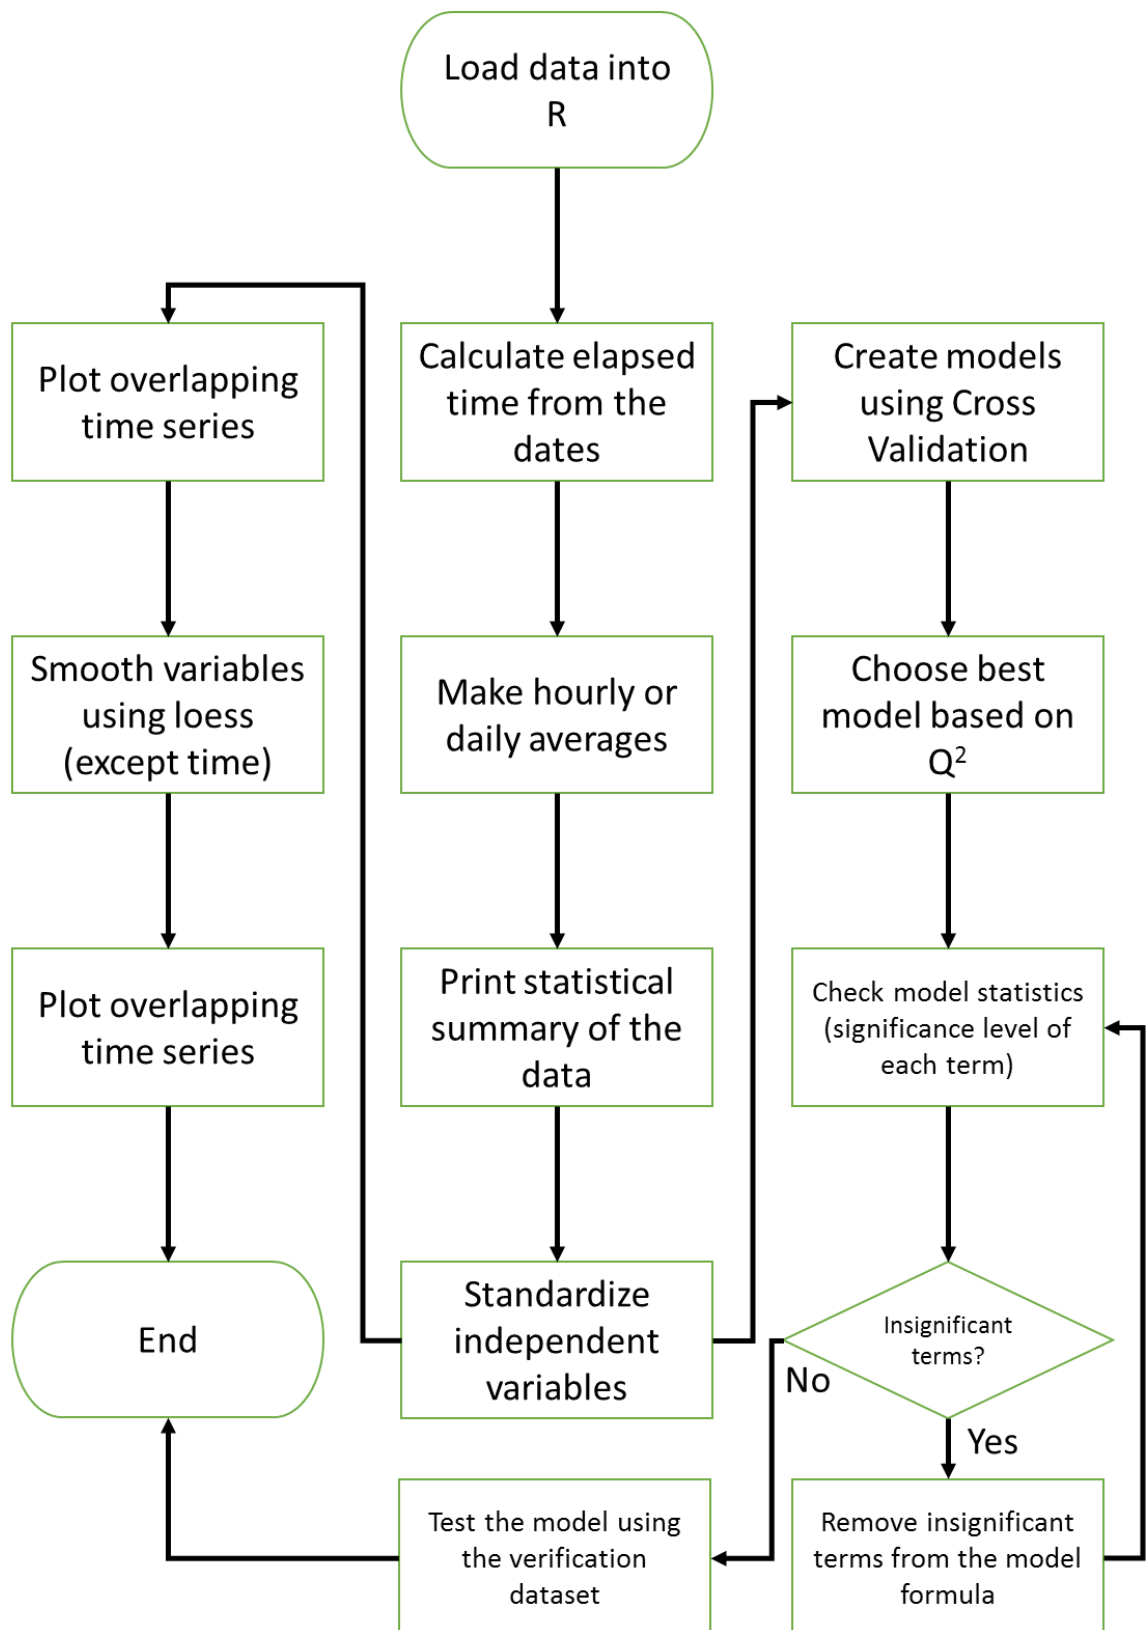 Load data into
R
Plot overlapping
time series
Calculate elapsed
time from the
dates
Create models
using Cross
Validation
Smooth variables
using loess
(except time)
Make hourly or
daily averages
Choose best
model based on
Q²
Plot overlapping
time series
Print statistical
summary of the
data
Check model statistics
(significance level of
each term)
End
Standardize
independent
variables
Insignificant
terms?
No
Yes
Test the model using
the verification
dataset
Remove insignificant
terms from the model
formula